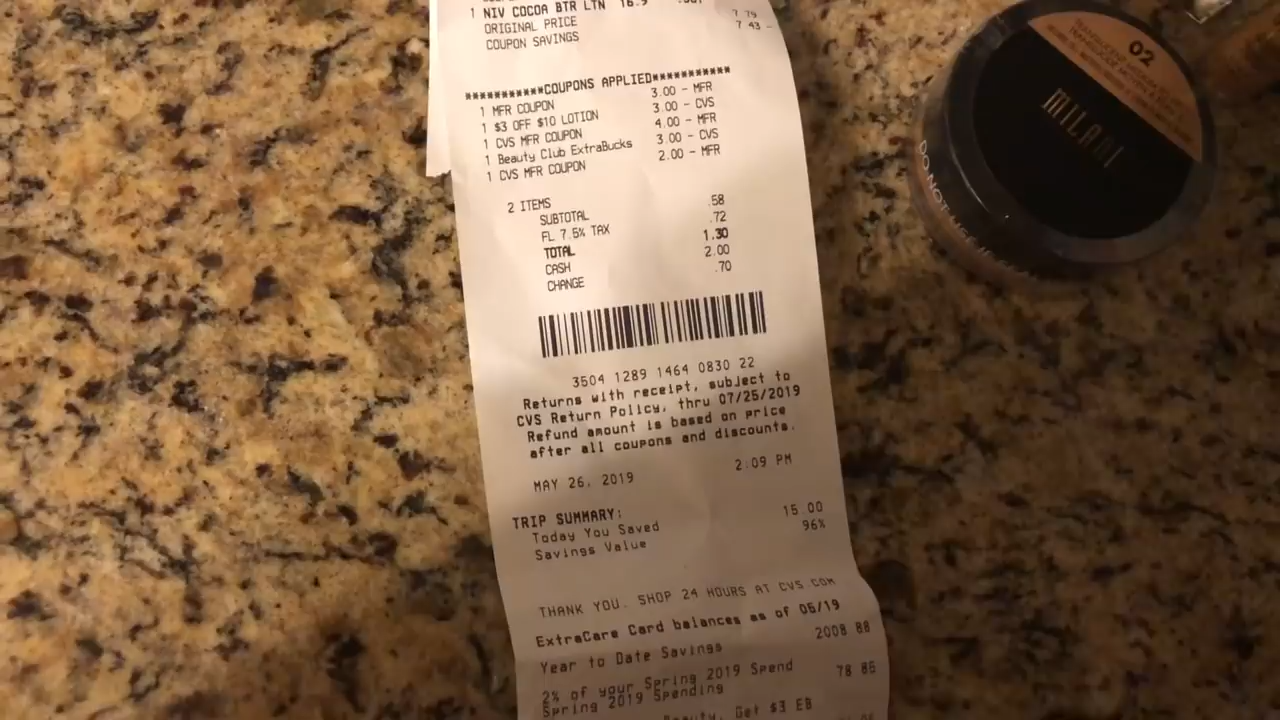 1 NIV COCOA BTR LTN 16.9
ORIGINAL PRICE 7 79
COUPON SAVINGS 7 43 -
***********COUPONS APPLIED***********
1 MFR COUPON 3.00 - MFR
1 $3 OFF $10 LOTION 3.00 - CVS
1 CVS MFR COUPON 4.00 - MFR
1 Beauty Club ExtraBucks 3.00 - CVS
1 CVS MFR COUPON 2.00 - MFR
2 ITEMS
SUBTOTAL .58
FL 7.5% TAX .72
TOTAL 1.30
CASH 2.00
CHANGE .70
3504 1289 1464 0830 22
Returns with receipt, subject to
CVS Return Policy, thru 07/25/2019
Refund amount is based on price
after all coupons and discounts.
MAY 26, 2019 2:09 PM
TRIP SUMMARY:
Today You Saved 15.00
Savings Value 96%
THANK YOU. SHOP 24 HOURS AT CVS.COM
ExtraCare Card balances as of 05/19
Year to Date Savings 2008 88
2% of your Spring 2019 Spend
Spring 2019 Spending 78 85
Beauty, Get $3 EB
02
MILANI
DO NOT